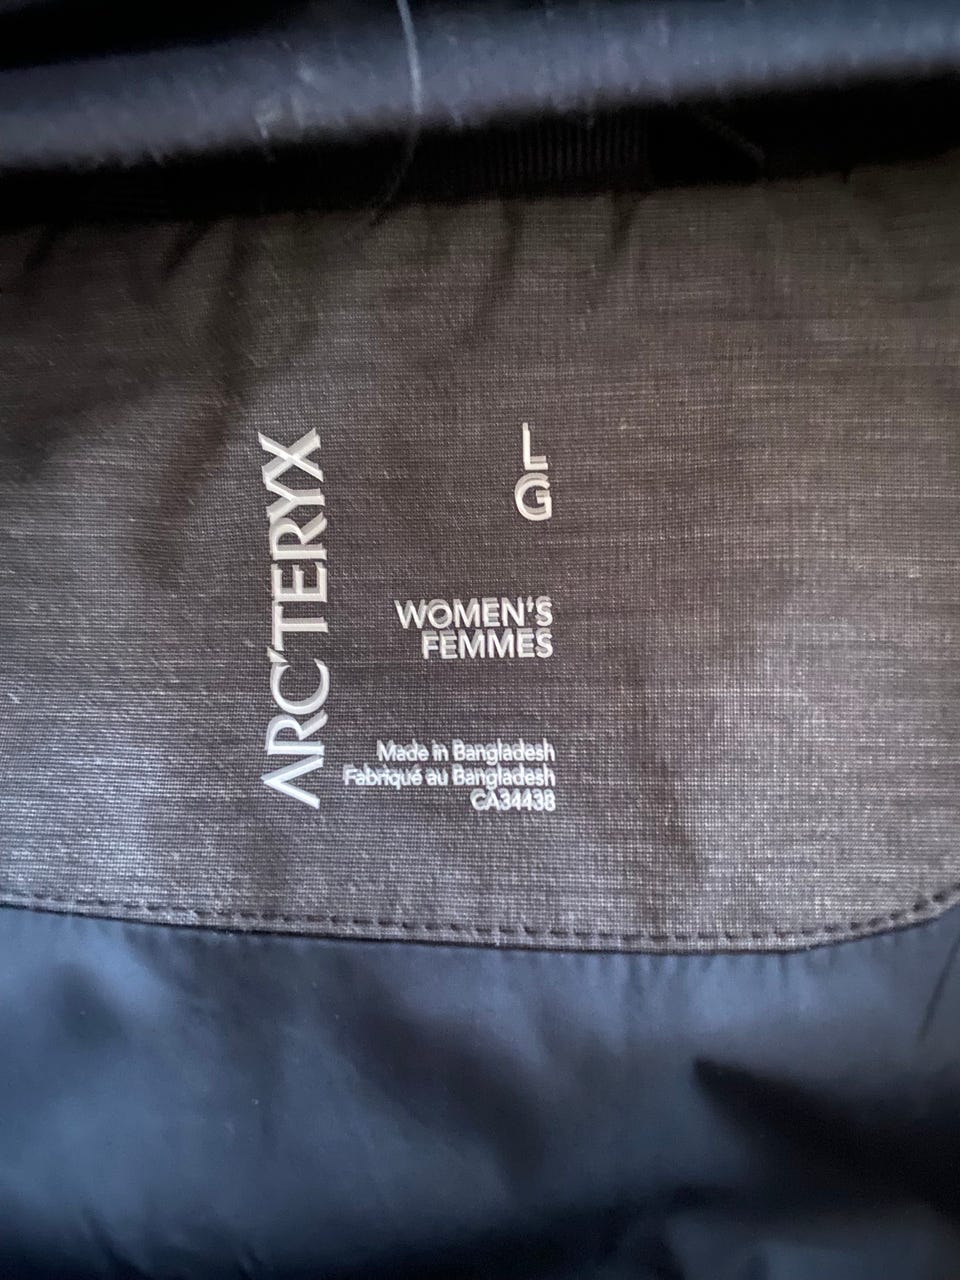 ARC'TERYX
L
G
WOMEN'S
FEMMES
Made in Bangladesh
Fabriqué au Bangladesh
CA34438